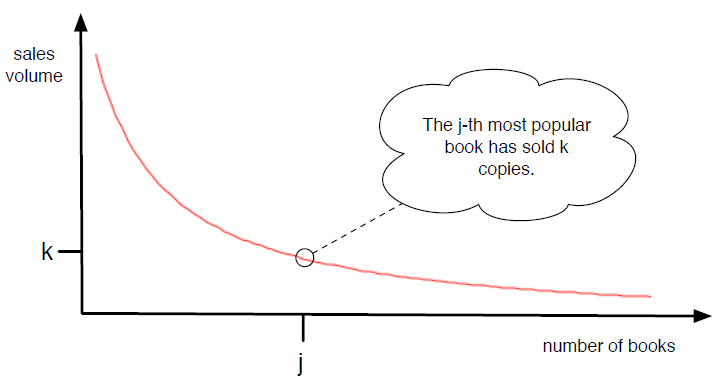 sales
volume
The j-th most popular
book has sold k
copies.
k
j
number of books